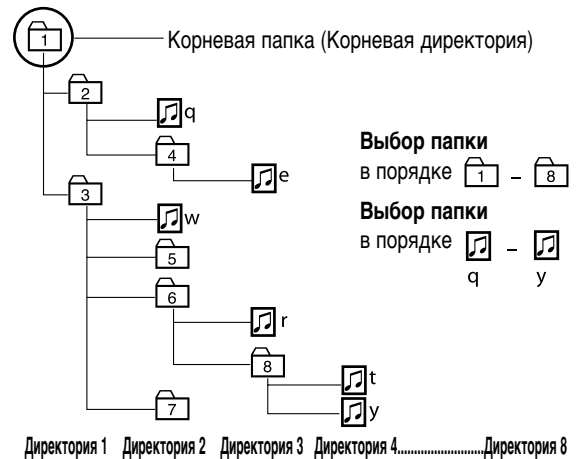 1 Корневая папка (Корневая директория)
2
q
4
Выбор папки
в порядке 1 – 8
e
3
Выбор папки
w
в порядке –
5
q y
6
r
8
t
7
y
Директория 1 Директория 2 Директория 3 Директория 4..........................Директория 8